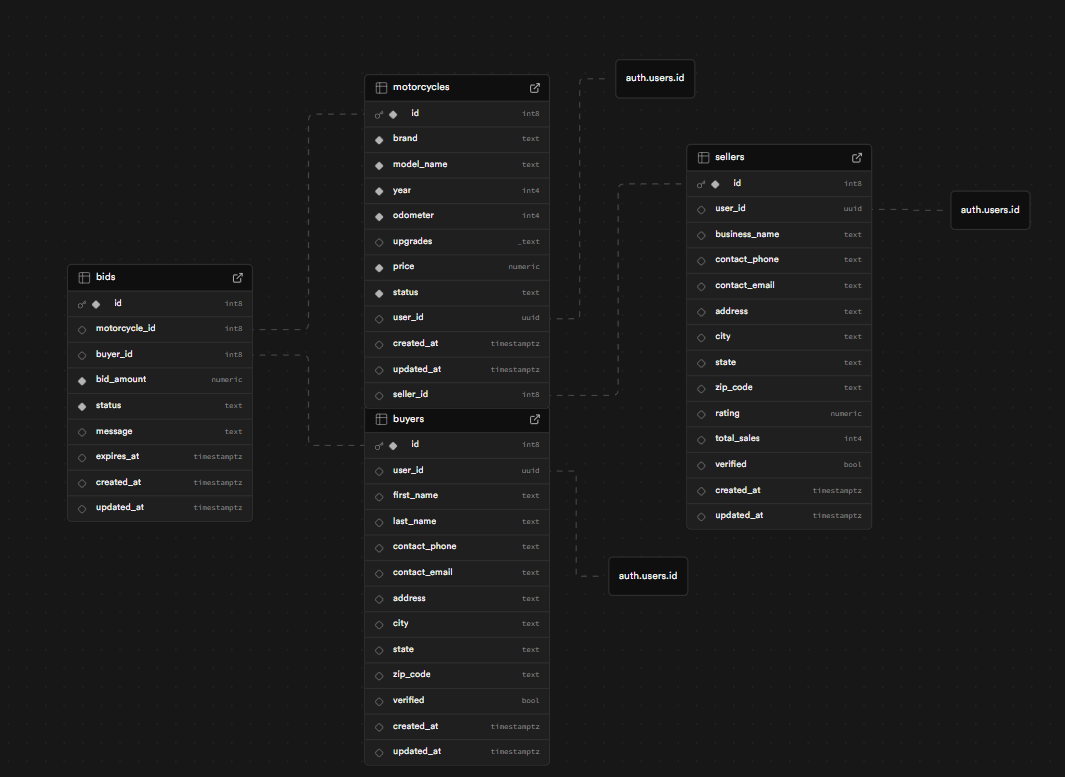 auth.users.id
motorcycles
id int8
brand text
model_name text
year int4
odometer int4
upgrades _text
price numeric
status text
user_id uuid
created_at timestamptz
updated_at timestamptz
seller_id int8
sellers
id int8
user_id uuid
business_name text
contact_phone text
contact_email text
address text
city text
state text
zip_code text
rating numeric
total_sales int4
verified bool
created_at timestamptz
updated_at timestamptz
auth.users.id
bids
id int8
motorcycle_id int8
buyer_id int8
bid_amount numeric
status text
message text
expires_at timestamptz
created_at timestamptz
updated_at timestamptz
buyers
id int8
user_id uuid
first_name text
last_name text
contact_phone text
contact_email text
address text
city text
state text
zip_code text
verified bool
created_at timestamptz
updated_at timestamptz
auth.users.id